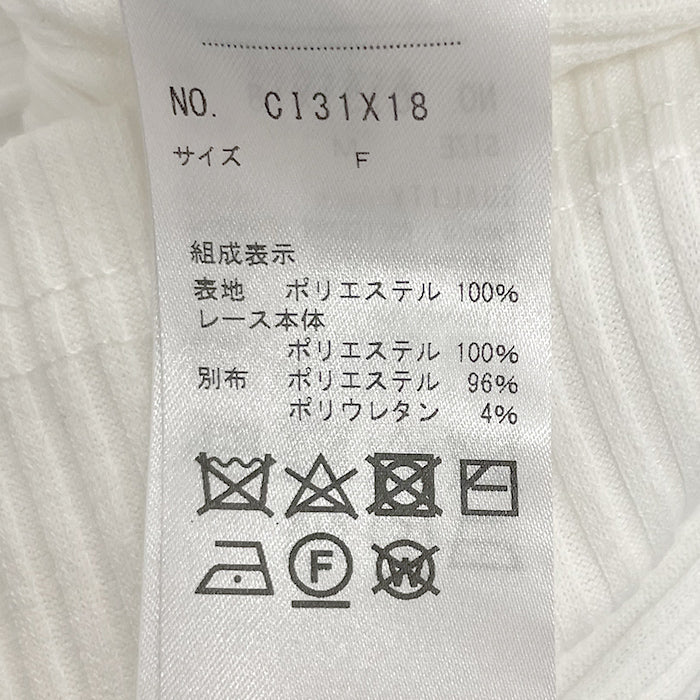 NO. CI31X18
サイズ F
組成表示
表地 ポリエステル 100%
レース本体
ポリエステル 100%
別布 ポリエステル 96%
ポリウレタン 4%
F
W